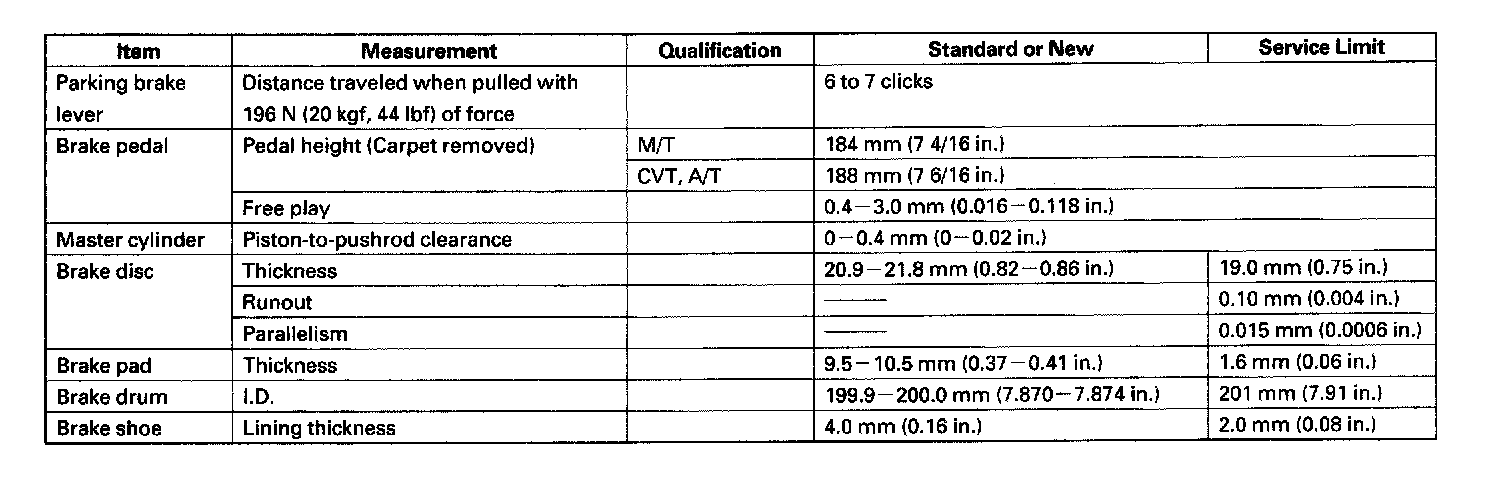 Item Measurement Qualification Standard or New Service Limit
Parking brake Distance traveled when pulled with 6 to 7 clicks
lever 196 N (20 kgf, 44 lbf) of force
Brake pedal Pedal height (Carpet removed) M/T 184 mm (7 4/16 in.)
CVT, A/T 188 mm (7 6/16 in.)
Free play 0.4—3.0 mm (0.016—0.118 in.)
Master cylinder Piston-to-pushrod clearance 0—0.4 mm (0—0.02 in.)
Brake disc Thickness 20.9—21.8 mm (0.82—0.86 in.) 19.0 mm (0.75 in.)
Runout ——— 0.10 mm (0.004 in.)
Parallelism ——— 0.015 mm (0.0006 in.)
Brake pad Thickness 9.5—10.5 mm (0.37—0.41 in.) 1.6 mm (0.06 in.)
Brake drum I.D. 199.9—200.0 mm (7.870—7.874 in.) 201 mm (7.91 in.)
Brake shoe Lining thickness 4.0 mm (0.16 in.) 2.0 mm (0.08 in.)